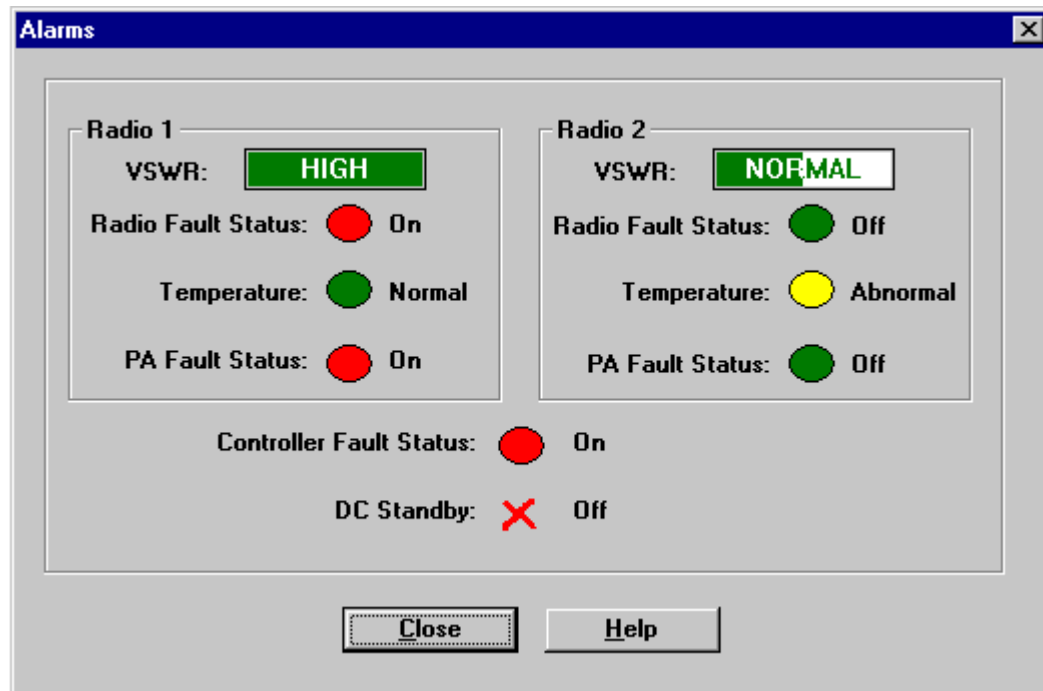 Alarms
Radio 1
VSWR: HIGH
Radio Fault Status: On
Temperature: Normal
PA Fault Status: On
Radio 2
VSWR: NORMAL
Radio Fault Status: Off
Temperature: Abnormal
PA Fault Status: Off
Controller Fault Status: On
DC Standby: Off
Close Help